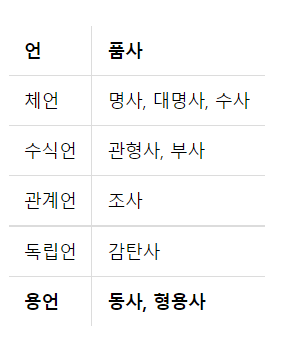 언 품사
체언 명사, 대명사, 수사
수식언 관형사, 부사
관계언 조사
독립언 감탄사
용언 동사, 형용사